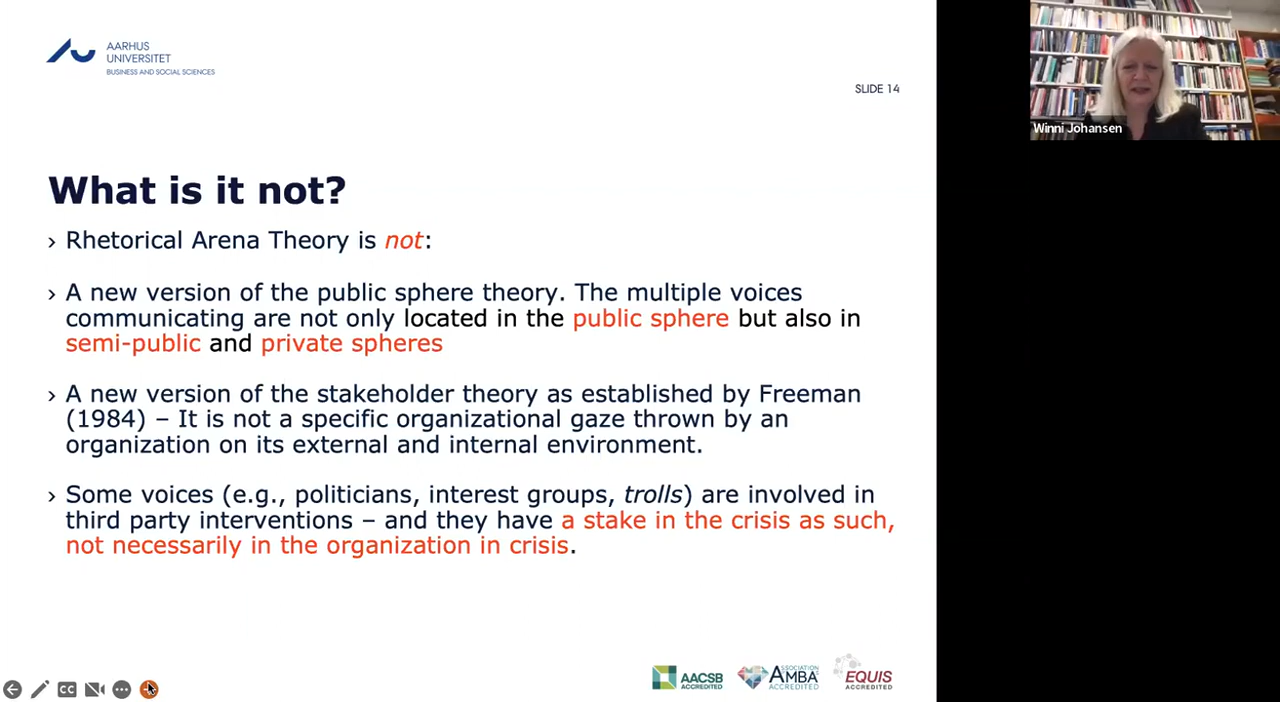 AARHUS
UNIVERSITET
BUSINESS AND SOCIAL SCIENCES
SLIDE 14
Winni Johansen
What is it not?
› Rhetorical Arena Theory is not:
› A new version of the public sphere theory. The multiple voices
communicating are not only located in the public sphere but also in
semi-public and private spheres
› A new version of the stakeholder theory as established by Freeman
(1984) – It is not a specific organizational gaze thrown by an
organization on its external and internal environment.
› Some voices (e.g., politicians, interest groups, trolls) are involved in
third party interventions – and they have a stake in the crisis as such,
not necessarily in the organization in crisis.
CC
AACSB
ACCREDITED
ASSOCIATION
AMBA
ACCREDITED
EQUIS
ACCREDITED